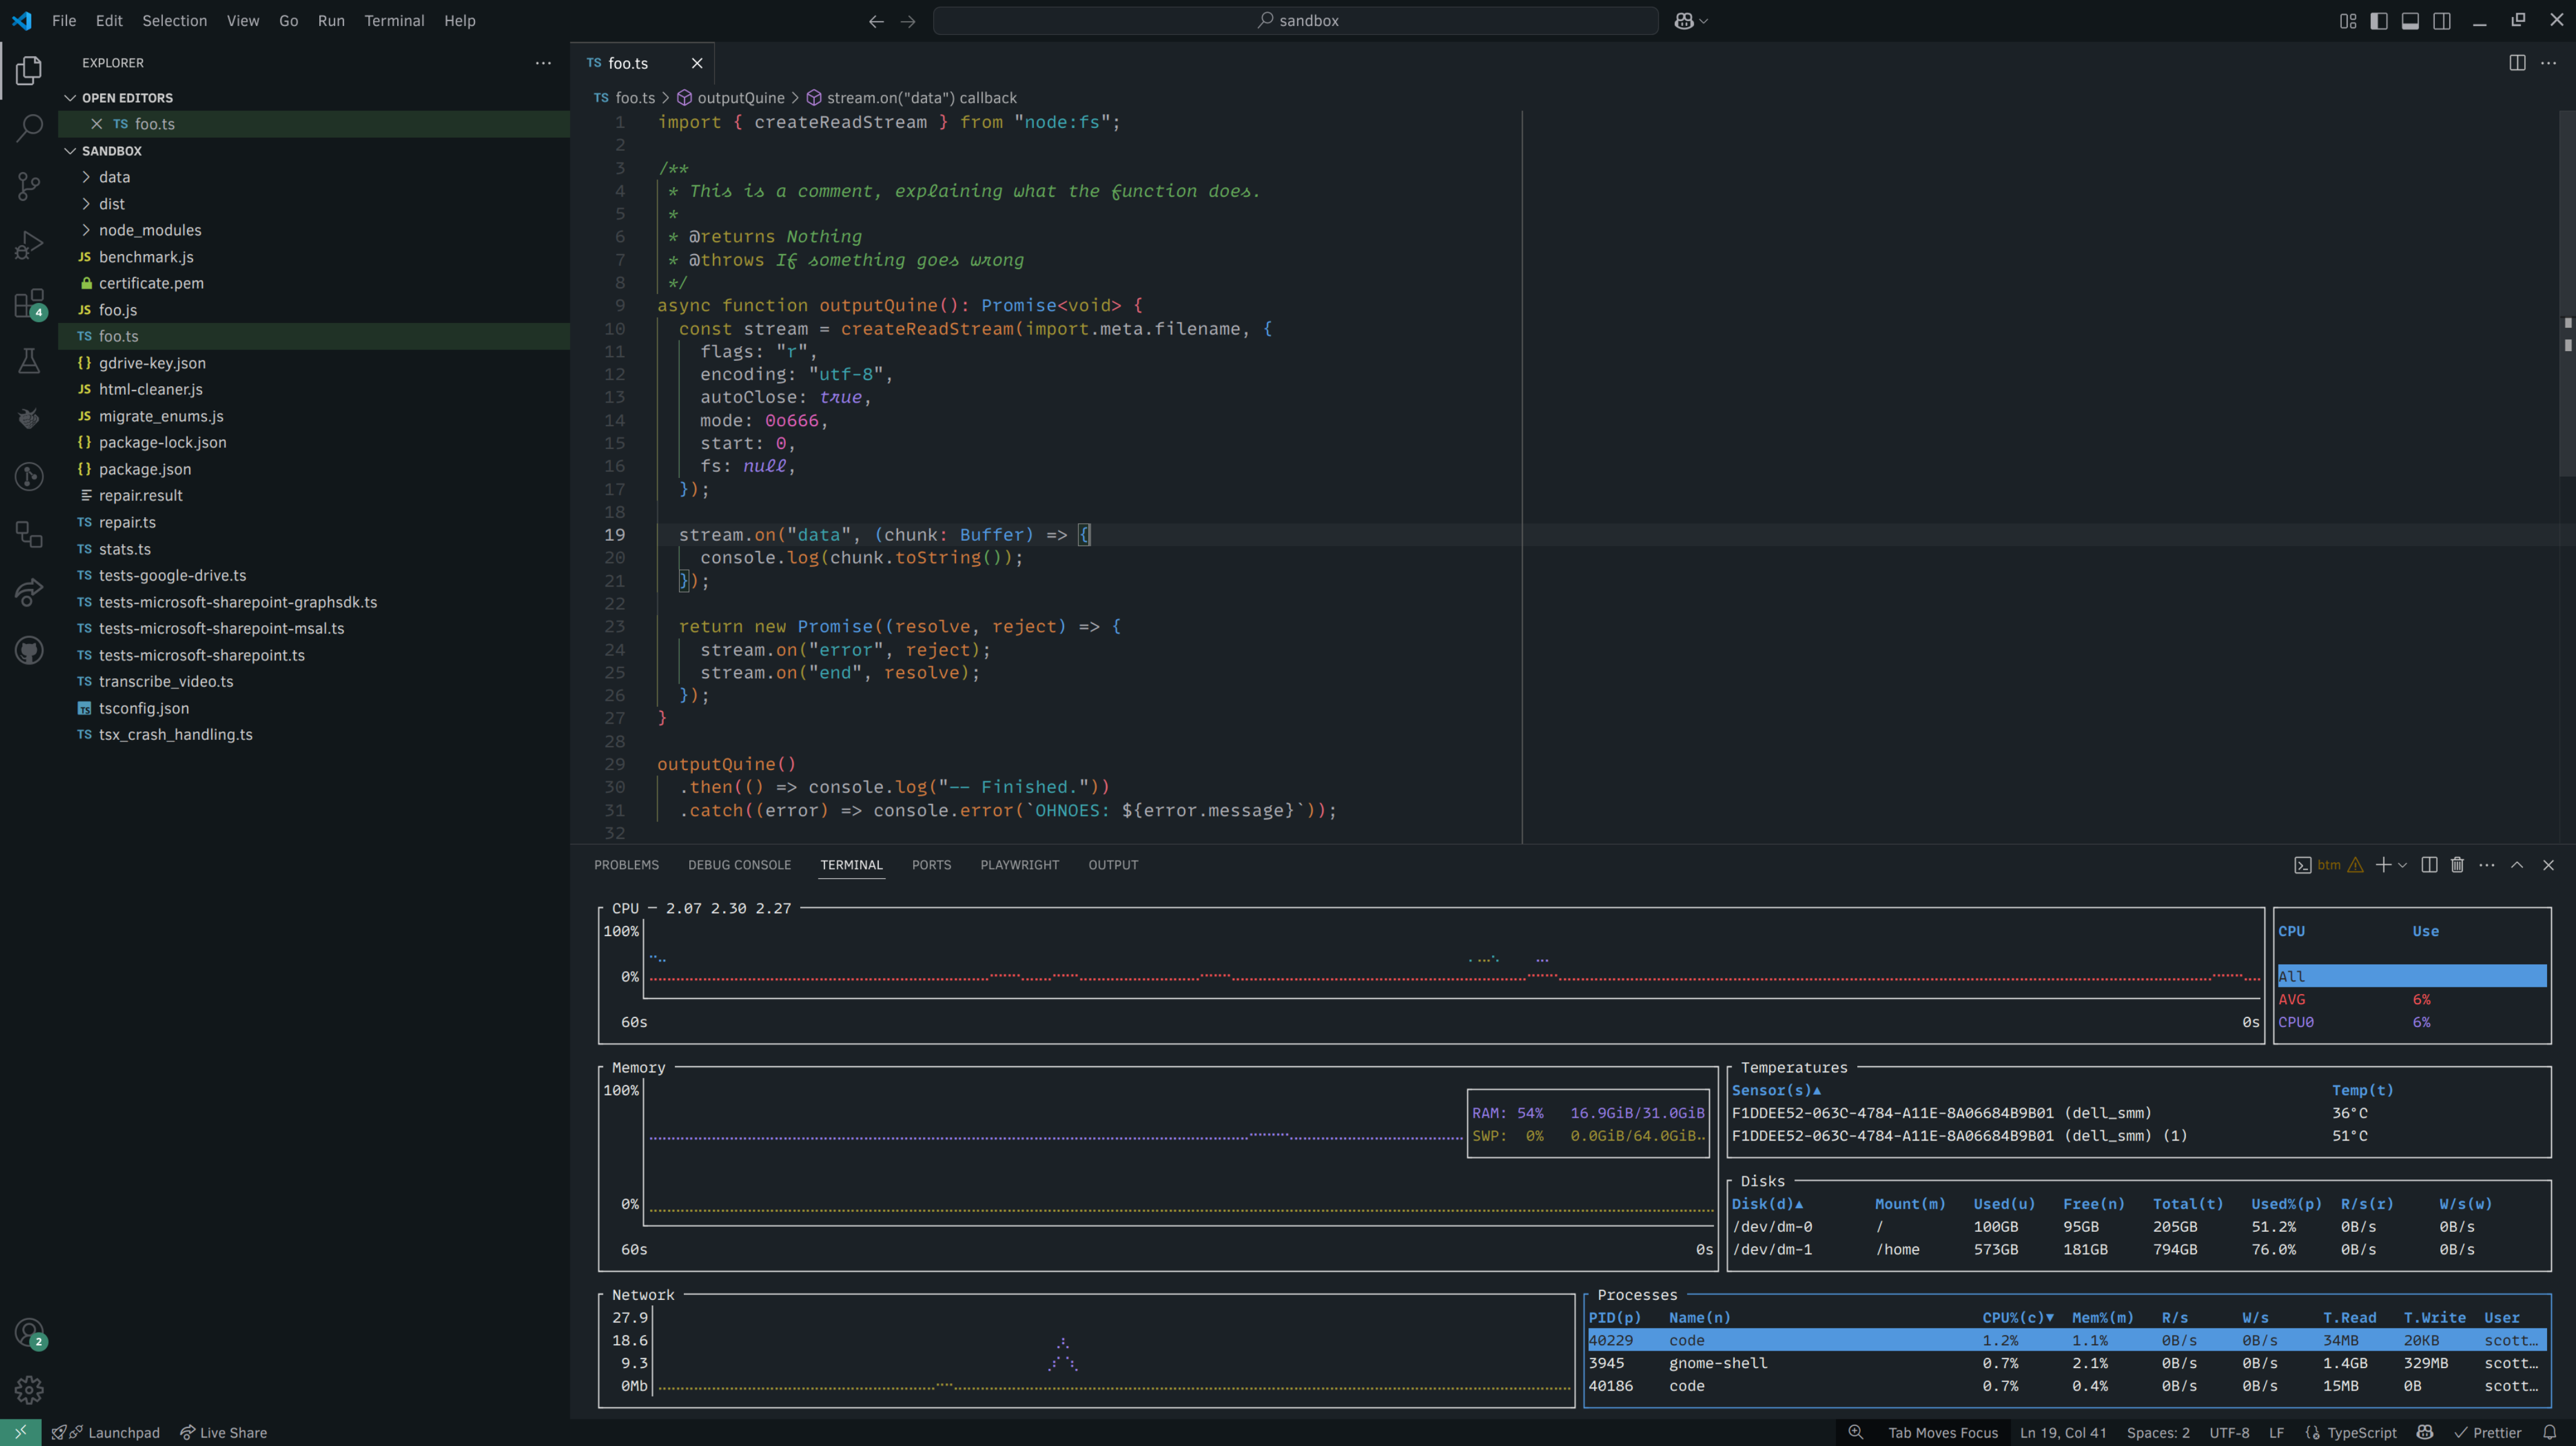 File Edit Selection View Go Run Terminal Help
sandbox
EXPLORER
OPEN EDITORS
TS foo.ts
SANDBOX
data
dist
node_modules
JS benchmark.js
certificate.pem
JS foo.js
TS foo.ts
{} gdrive-key.json
JS html-cleaner.js
JS migrate_enums.js
{} package-lock.json
{} package.json
repair.result
TS repair.ts
TS stats.ts
TS tests-google-drive.ts
TS tests-microsoft-sharepoint-graphsdk.ts
TS tests-microsoft-sharepoint-msal.ts
TS tests-microsoft-sharepoint.ts
TS transcribe_video.ts
TS tsconfig.json
TS tsx_crash_handling.ts
4
2
TS foo.ts
TS foo.ts > outputQuine > stream.on("data") callback
1 import { createReadStream } from "node:fs";
2
3 /**
4 * This is a comment, explaining what the function does.
5 *
6 * @returns Nothing
7 * @throws If something goes wrong
8 */
9 async function outputQuine(): Promise<void> {
10 const stream = createReadStream(import.meta.filename, {
11 flags: "r",
12 encoding: "utf-8",
13 autoClose: true,
14 mode: 0o666,
15 start: 0,
16 fs: null,
17 });
18
19 stream.on("data", (chunk: Buffer) => {
20 console.log(chunk.toString());
21 });
22
23 return new Promise((resolve, reject) => {
24 stream.on("error", reject);
25 stream.on("end", resolve);
26 });
27 }
28
29 outputQuine()
30 .then(() => console.log("-- Finished."))
31 .catch((error) => console.error(`OHNOES: ${error.message}`));
32
PROBLEMS DEBUG CONSOLE TERMINAL PORTS PLAYWRIGHT OUTPUT
btm
CPU — 2.07 2.30 2.27
100%
0%
60s 0s
CPU Use
All
AVG 6%
CPU0 6%
Memory
100%
RAM: 54% 16.9GiB/31.0GiB
SWP: 0% 0.0GiB/64.0GiB
0%
60s 0s
Temperatures
Sensor(s)▲ Temp(t)
F1DDEE52-063C-4784-A11E-8A06684B9B01 (dell_smm) 36°C
F1DDEE52-063C-4784-A11E-8A06684B9B01 (dell_smm) (1) 51°C
Disks
Disk(d)▲ Mount(m) Used(u) Free(n) Total(t) Used%(p) R/s(r) W/s(w)
/dev/dm-0 / 100GB 95GB 205GB 51.2% 0B/s 0B/s
/dev/dm-1 /home 573GB 181GB 794GB 76.0% 0B/s 0B/s
Network
27.9
18.6
9.3
0Mb
Processes
PID(p) Name(n) CPU%(c)▼ Mem%(m) R/s W/s T.Read T.Write User
40229 code 1.2% 1.1% 0B/s 0B/s 34MB 20KB scott…
3945 gnome-shell 0.7% 2.1% 0B/s 0B/s 1.4GB 329MB scott…
40186 code 0.7% 0.4% 0B/s 0B/s 15MB 0B scott…
Launchpad Live Share
Tab Moves Focus Ln 19, Col 41 Spaces: 2 UTF-8 LF TypeScript Prettier